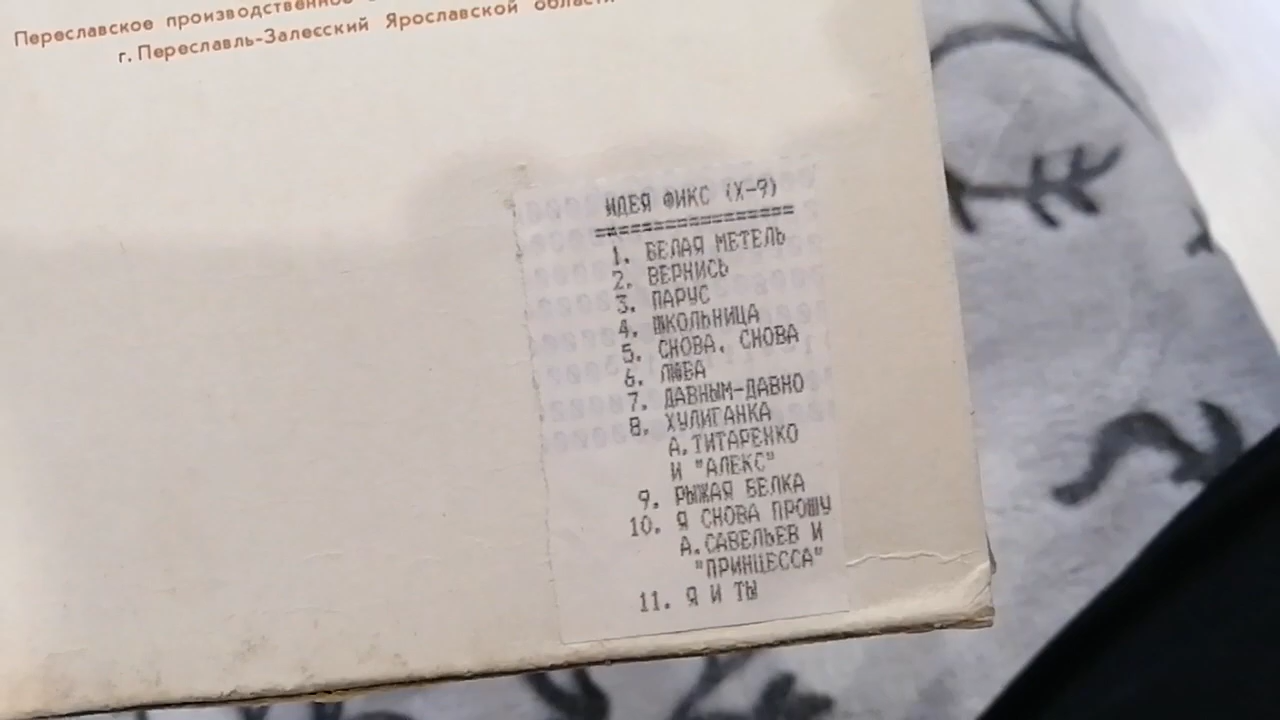 Переславское производственное
г. Переславль-Залесский Ярославской области
ИДЕЯ ФИКС (Х-9)
==================
1. БЕЛАЯ МЕТЕЛЬ
2. ВЕРНИСЬ
3. ПАРУС
4. ШКОЛЬНИЦА
5. СНОВА, СНОВА
6. ЛЮБА
7. ДАВНЫМ-ДАВНО
8. ХУЛИГАНКА
А.ТИТАРЕНКО
И "АЛЕКС"
9. РЫЖАЯ БЕЛКА
10. Я СНОВА ПРОШУ
А.САВЕЛЬЕВ И
"ПРИНЦЕССА"
11. Я И ТЫ